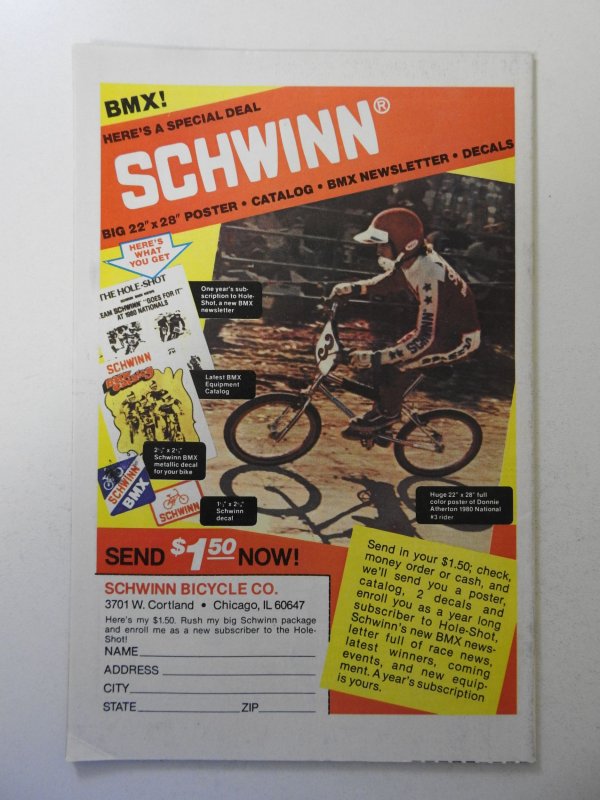 BMX!
HERE'S A SPECIAL DEAL
SCHWINN®
BIG 22" x 28" POSTER • CATALOG • BMX NEWSLETTER • DECALS
HERE'S
WHAT
YOU GET
THE HOLE-SHOT
EAM SCHWINN "GOES FOR IT"
AT 1980 NATIONALS
One year's sub-
scription to Hole-
Shot, a new BMX
newsletter
SCHWINN
Latest BMX
Equipment
Catalog
SCHWINN
3
2½" x 2½"
Schwinn BMX
metallic decal
for your bike
SCHWINN
BMX
SCHWINN
Schwinn
decal
Huge 22" x 28" full
color poster of Donnie
Atherton 1980 National
#3 rider
SEND $1.50 NOW!
SCHWINN BICYCLE CO.
3701 W. Cortland • Chicago, IL 60647
Here's my $1.50. Rush my big Schwinn package
and enroll me as a new subscriber to the Hole-
Shot!
NAME
ADDRESS
CITY
STATE ZIP
Send in your $1.50; check,
money order or cash, and
we'll send you a poster,
catalog, 2 decals and
enroll you as a year long
subscriber to Hole-Shot,
Schwinn's new BMX news-
letter full of race news,
latest winners, coming
events, and new equip-
ment. A year's subscription
is yours.